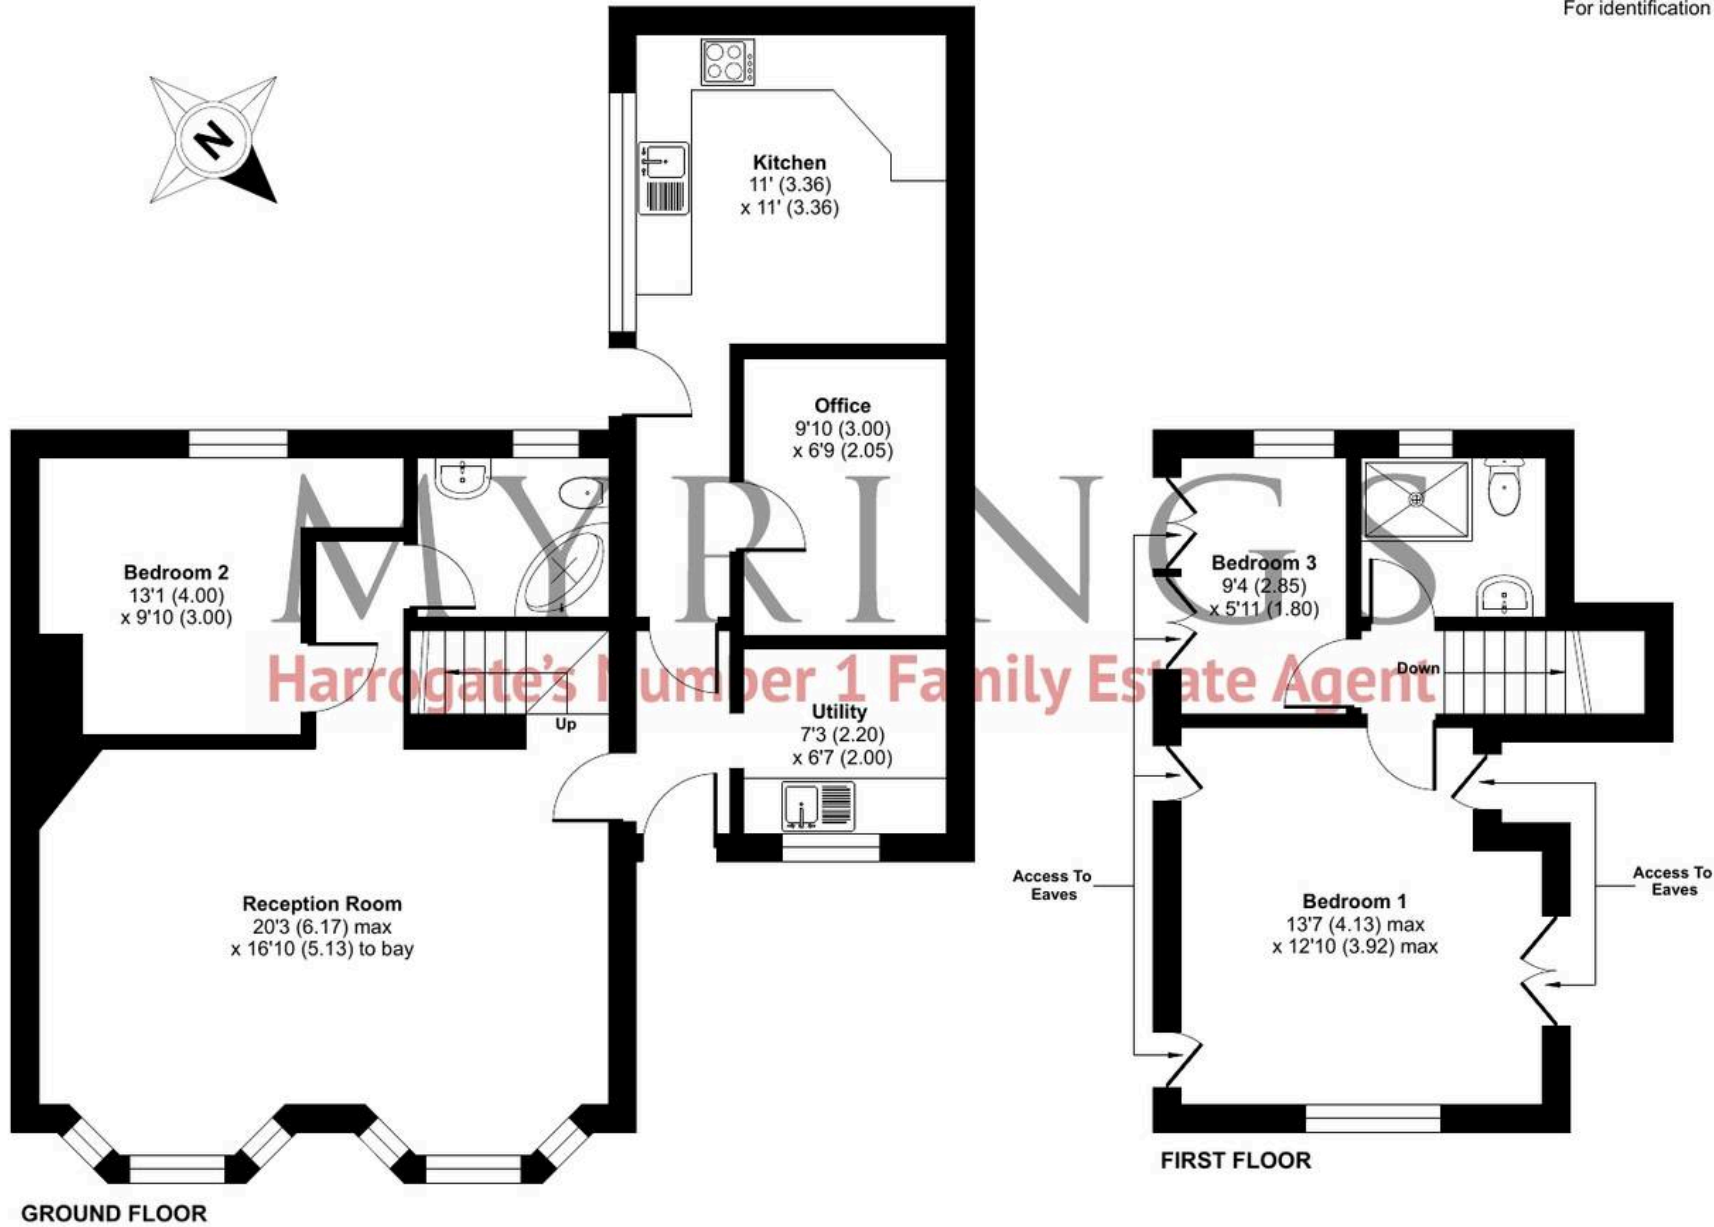 For identification
N
Kitchen
11' (3.36)
x 11' (3.36)
Office
9'10 (3.00)
x 6'9 (2.05)
Bedroom 2
13'1 (4.00)
x 9'10 (3.00)
Bedroom 3
9'4 (2.85)
x 5'11 (1.80)
MYRINGS
Harrogate's Number 1 Family Estate Agent
Up
Utility
7'3 (2.20)
x 6'7 (2.00)
Down
Access To
Eaves
Access To
Eaves
Reception Room
20'3 (6.17) max
x 16'10 (5.13) to bay
Bedroom 1
13'7 (4.13) max
x 12'10 (3.92) max
FIRST FLOOR
GROUND FLOOR